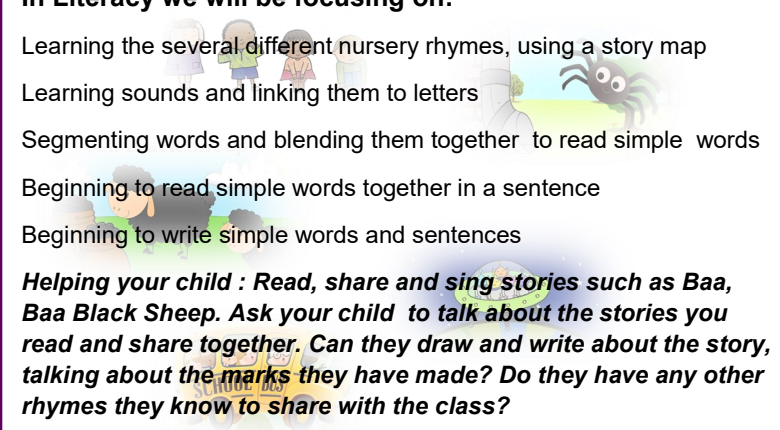 In Literacy we will be focusing on:
Learning the several different nursery rhymes, using a story map
Learning sounds and linking them to letters
Segmenting words and blending them together  to read simple  words
Beginning to read simple words together in a sentence
Beginning to write simple words and sentences
Helping your child : Read, share and sing stories such as Baa,
Baa Black Sheep. Ask your child  to talk about the stories you
read and share together. Can they draw and write about the story,
talking about the marks they have made? Do they have any other
SCHOOL BUS
rhymes they know to share with the class?